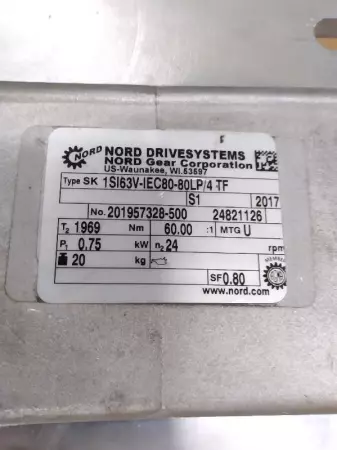 NORD
NORD DRIVESYSTEMS
NORD Gear Corporation
US-Waunakee, WI.53597
Type SK 1SI63V-IEC80-80LP/4 TF
S1 2017
No. 201957328-500 24821126
T2 1969 Nm 60.00 :1 MTG U
P1 0.75 kW n2 24 rpm
20 kg
SF 0.80
www.nord.com